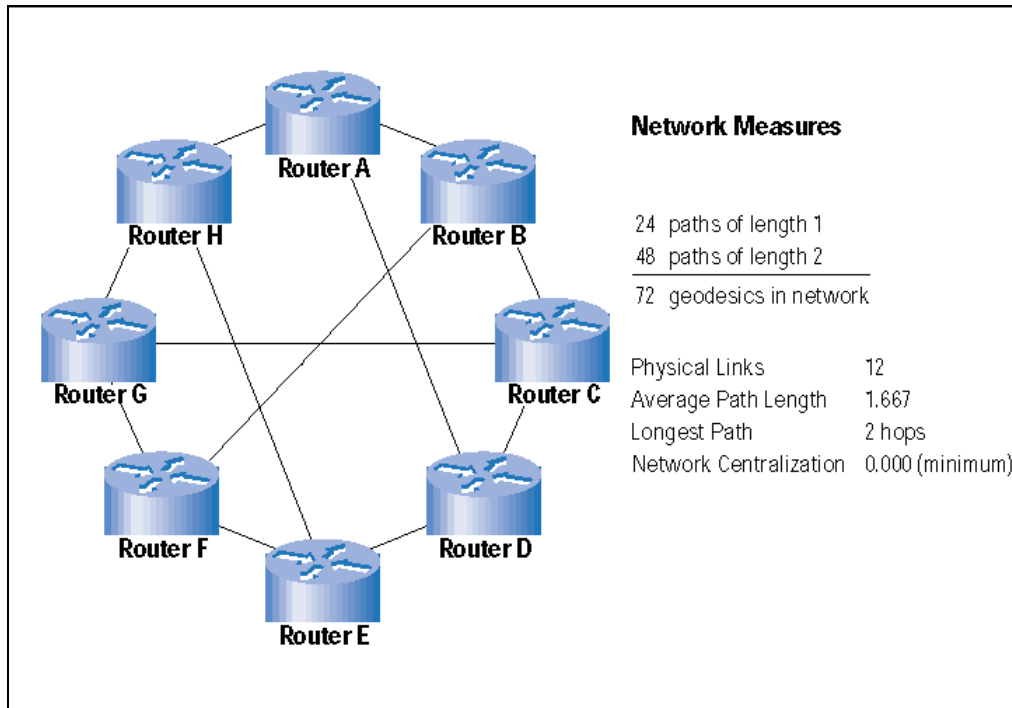 Router A
Router H
Router B
Router G
Router C
Router F
Router D
Router E
Network Measures
24 paths of length 1
48 paths of length 2
72 geodesics in network
Physical Links 12
Average Path Length 1.667
Longest Path 2 hops
Network Centralization 0.000 (minimum)